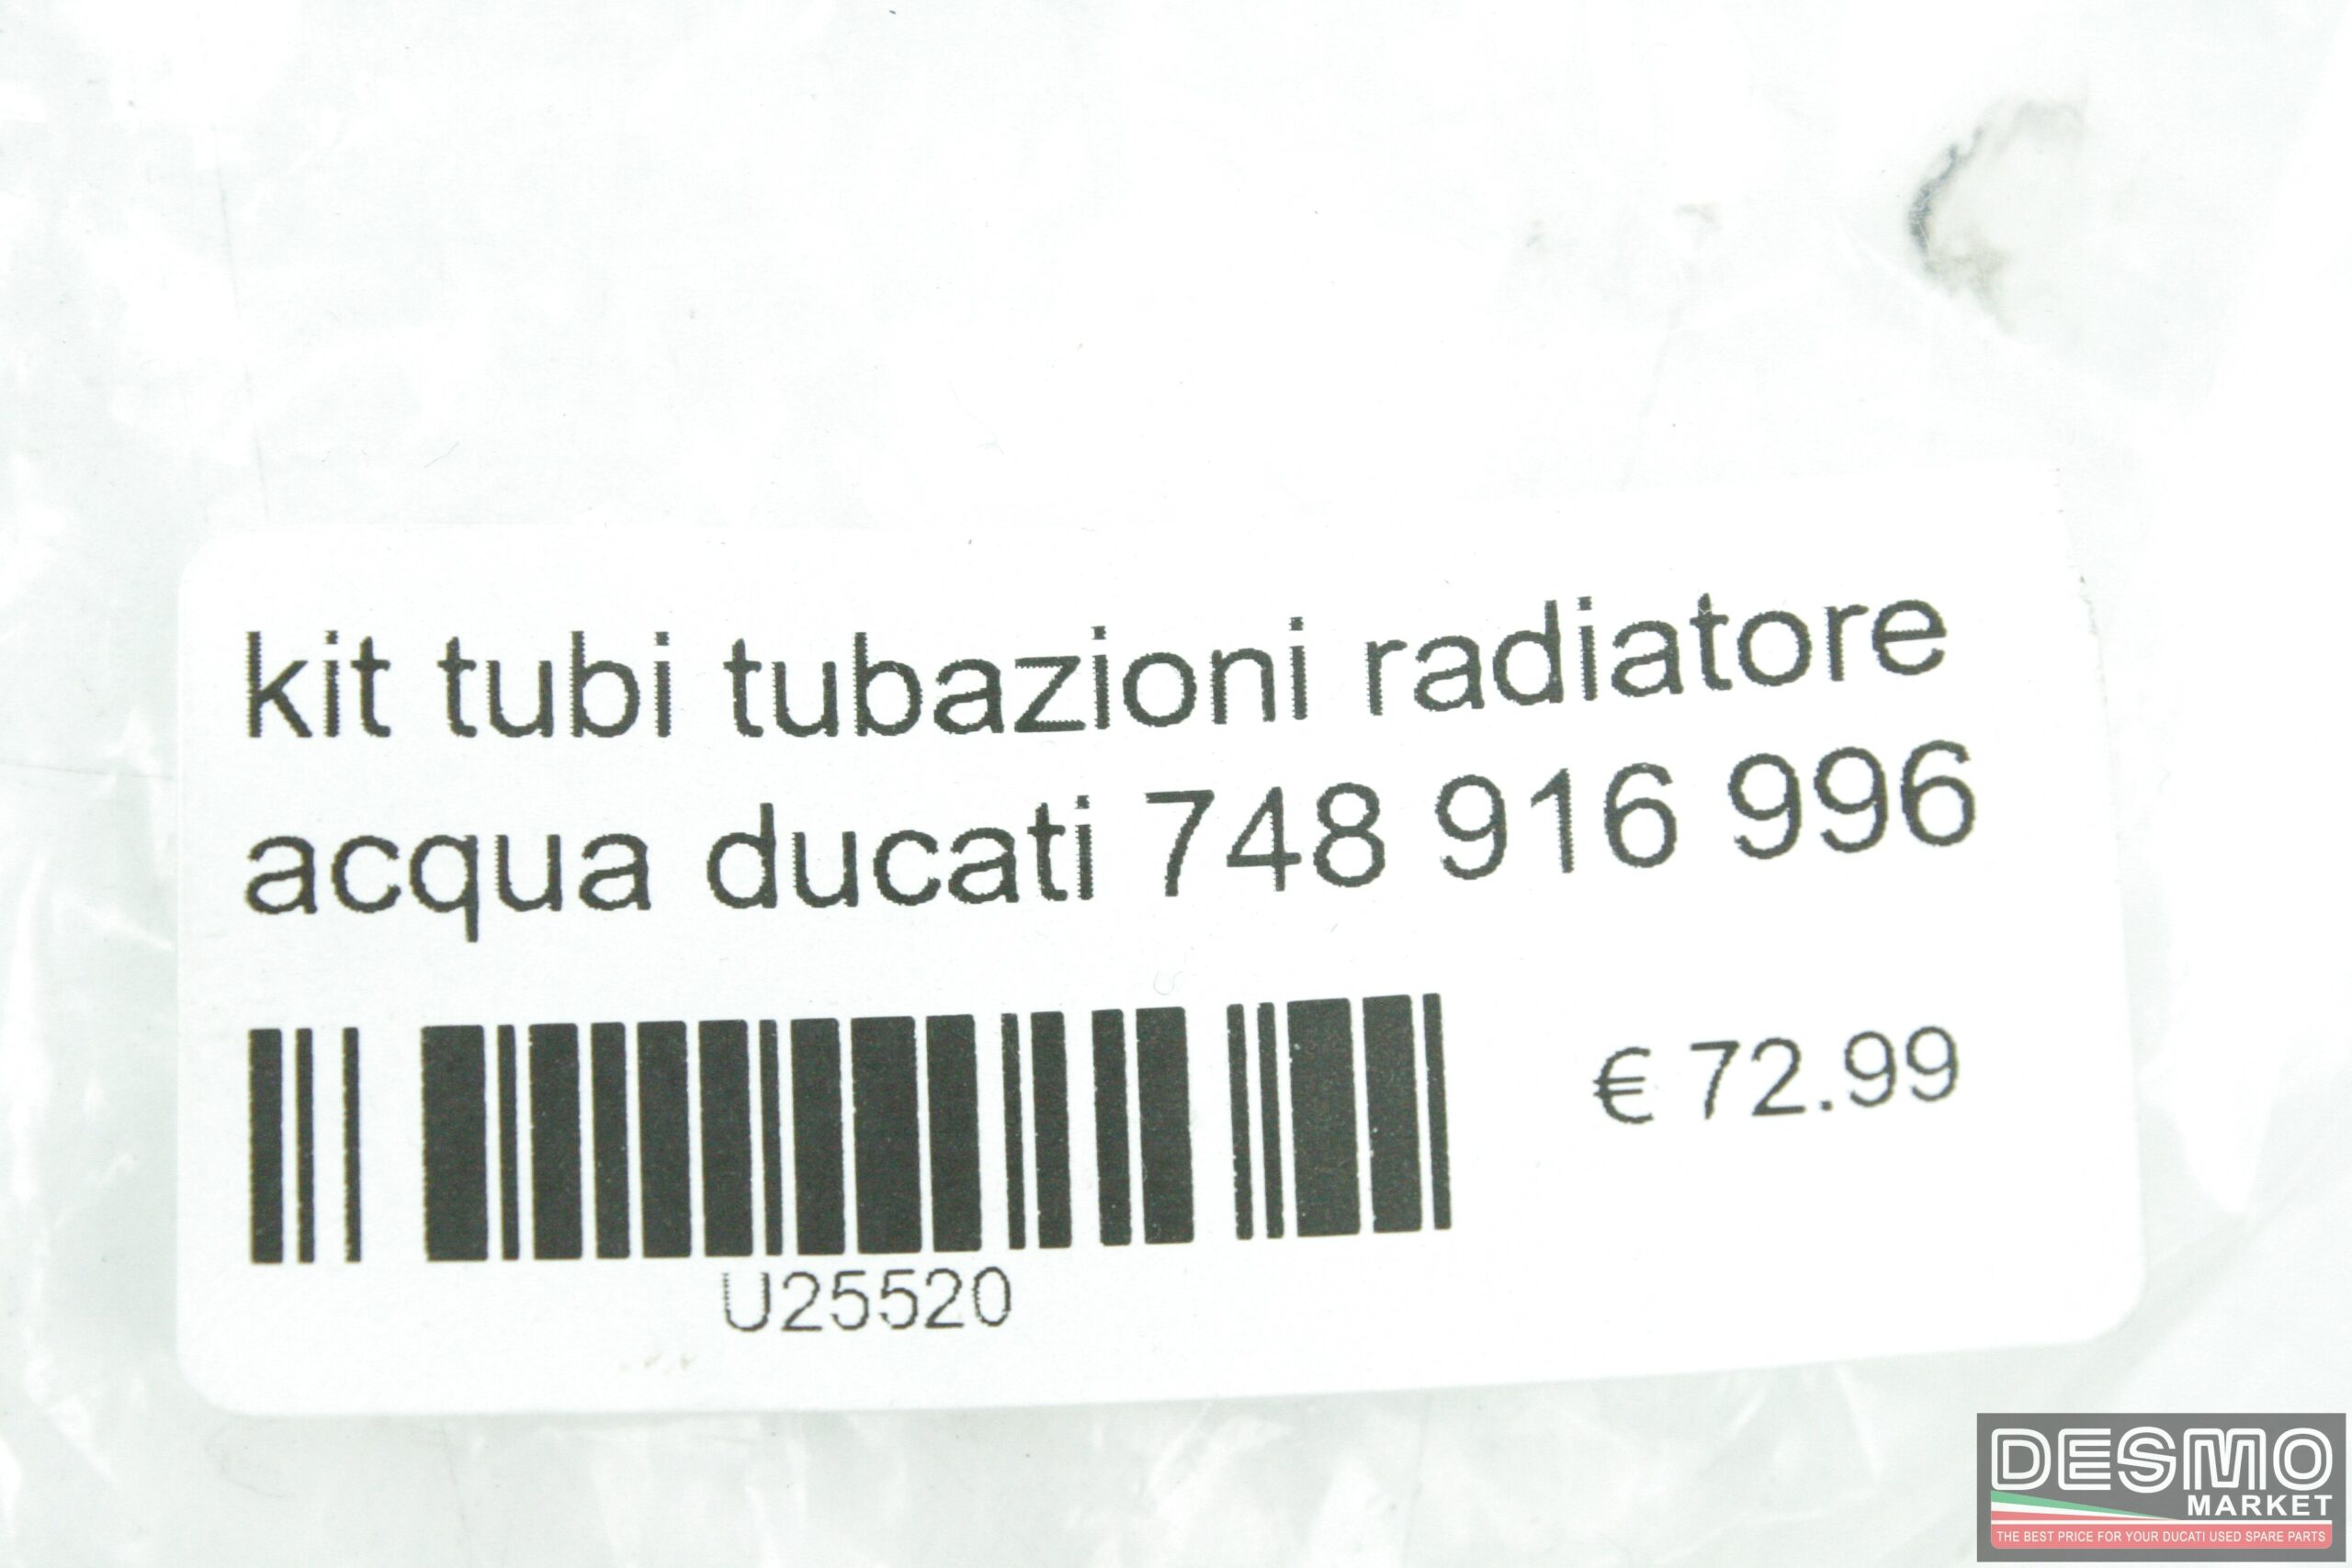 kit tubi tubazioni radiatore
acqua ducati 748 916 996
€ 72.99
U25520
DESMO
MARKET
THE BEST PRICE FOR YOUR DUCATI USED SPARE PARTS